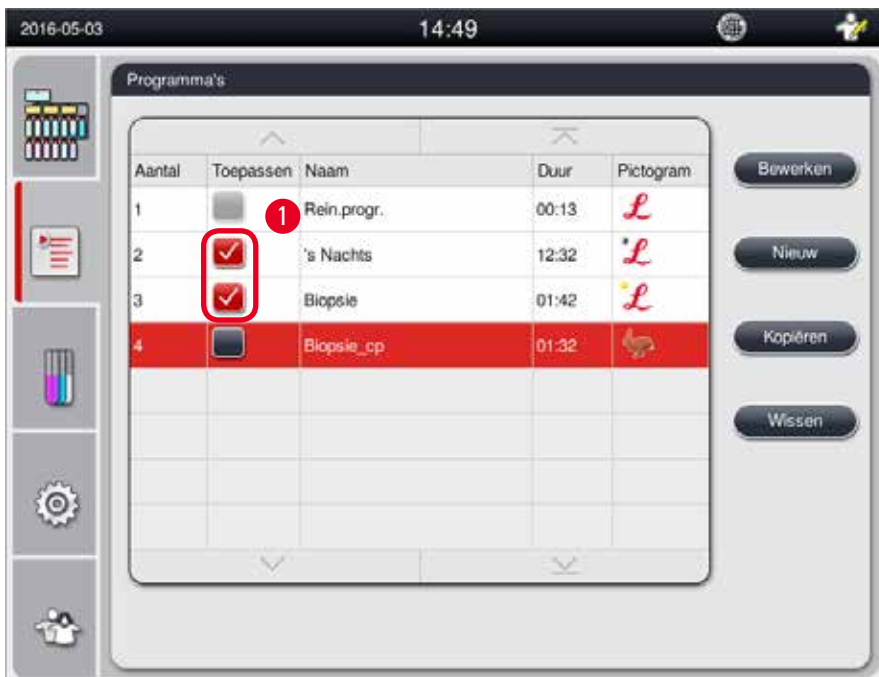 2016-05-03 14:49
Programma's
Aantal Toepassen Naam Duur Pictogram
1 Rein.progr. 00:13
2 's Nachts 12:32
3 Biopsie 01:42
4 Biopsie_cp 01:32
1
Bewerken
Nieuw
Kopiëren
Wissen